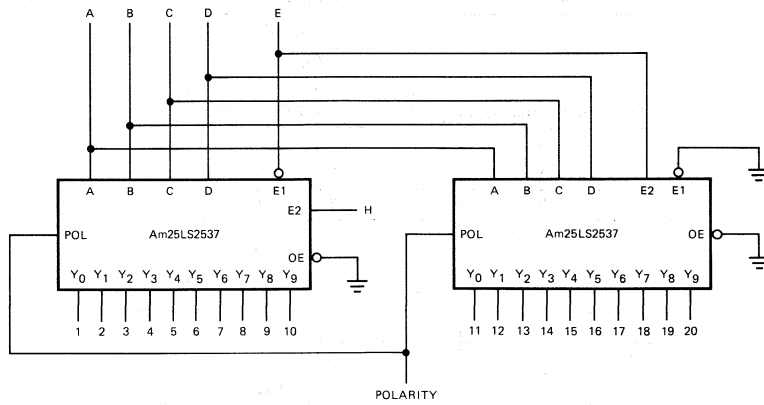 A B C D E
A B C D E1
A B C D E2 E1
E2 H
POL Am25LS2537
POL Am25LS2537
OE
OE
Y0 Y1 Y2 Y3 Y4 Y5 Y6 Y7 Y8 Y9
Y0 Y1 Y2 Y3 Y4 Y5 Y6 Y7 Y8 Y9
1 2 3 4 5 6 7 8 9 10
11 12 13 14 15 16 17 18 19 20
POLARITY